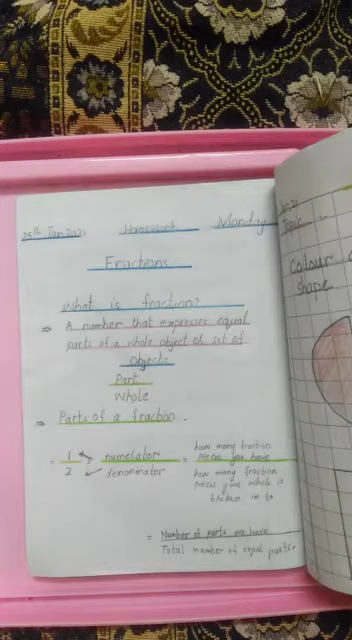 25th Jan 2021 Homework Monday
Fractions
What is fraction?
⇒ A number that expresses equal
parts of a whole object or set of
objects
Part
Whole
⇒ Parts of a fraction.
1 numerator = how many fraction pieces you have
2 denominator how many fraction pieces your whole is broken in to
= Number of parts we have
Total number of equal parts
Topic
Colour
shape